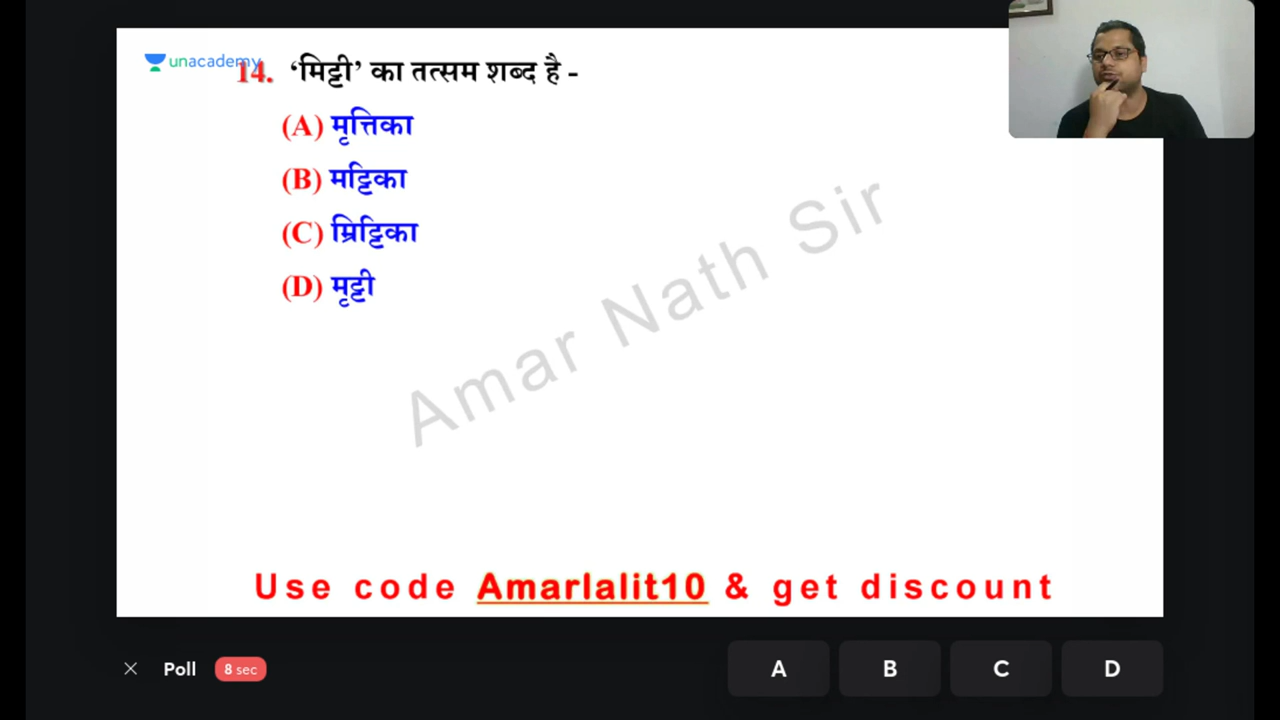 unacademy
14. ‘मिट्टी’ का तत्सम शब्द है -
(A) मृत्तिका
(B) मट्टिका
(C) म्रिट्टिका
(D) मृट्टी
Amar Nath Sir
Use code Amarlalit10 & get discount
× Poll 8 sec A B C D